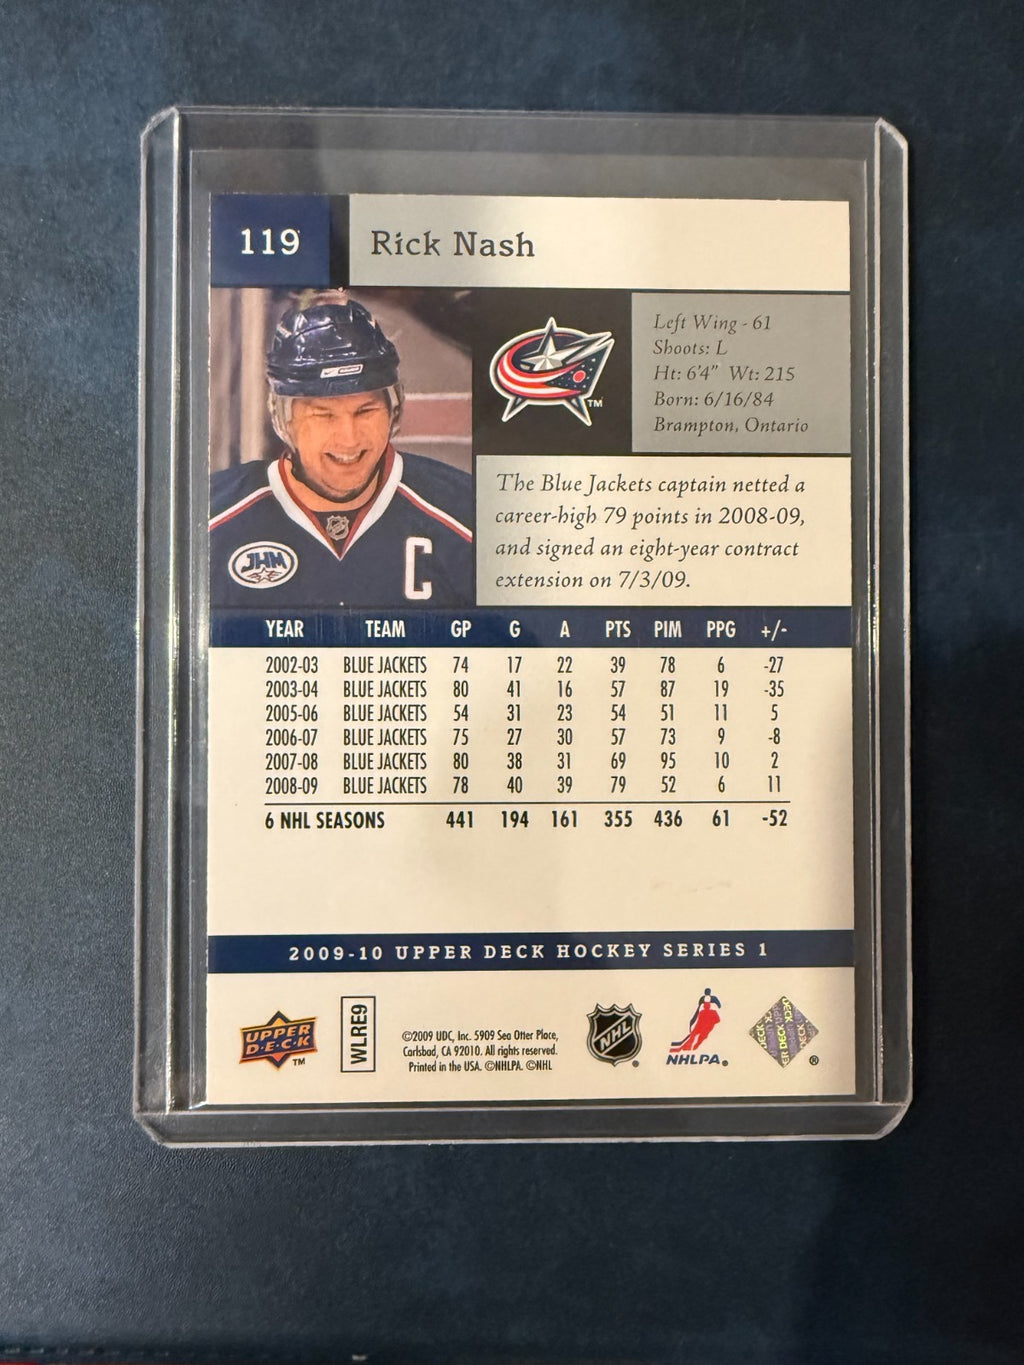 119
Rick Nash
Left Wing - 61
Shoots: L
Ht: 6'4" Wt: 215
Born: 6/16/84
Brampton, Ontario
TM
The Blue Jackets captain netted a
career-high 79 points in 2008-09,
and signed an eight-year contract
extension on 7/3/09.
JHM
C
YEAR TEAM GP G A PTS PIM PPG +/-
2002-03 BLUE JACKETS 74 17 22 39 78 6 -27
2003-04 BLUE JACKETS 80 41 16 57 87 19 -35
2005-06 BLUE JACKETS 54 31 23 54 51 11 5
2006-07 BLUE JACKETS 75 27 30 57 73 9 -8
2007-08 BLUE JACKETS 80 38 31 69 95 10 2
2008-09 BLUE JACKETS 78 40 39 79 52 6 11
6 NHL SEASONS 441 194 161 355 436 61 -52
2009-10 UPPER DECK HOCKEY SERIES 1
UPPER
D·E·C·K
TM
WLRE9
©2009 UDC, Inc. 5909 Sea Otter Place,
Carlsbad, CA 92010. All rights reserved.
Printed in the USA. ©NHLPA. ©NHL
NHL
®
NHLPA®
UPPER DECK
®